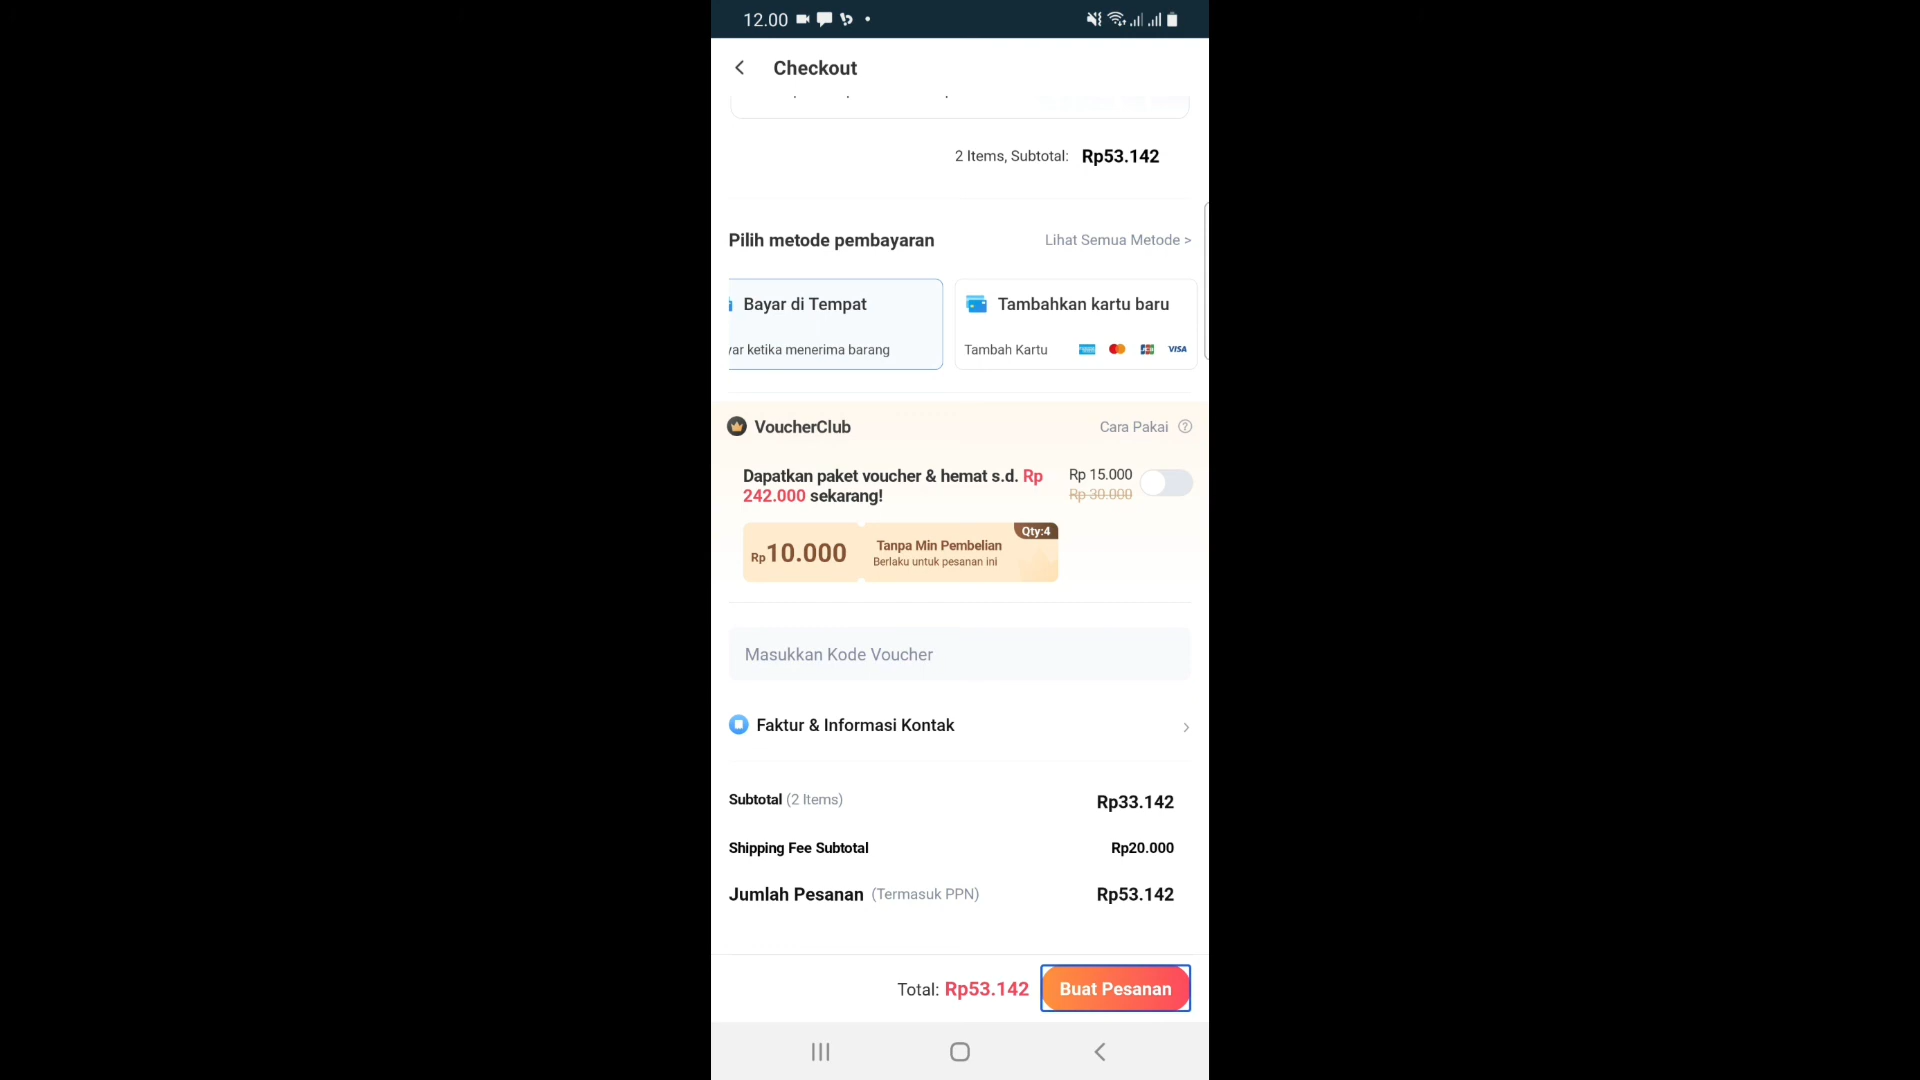 12.00
Checkout
2 Items, Subtotal: Rp53.142
Pilih metode pembayaran
Lihat Semua Metode >
Bayar di Tempat
ketika menerima barang
Tambahkan kartu baru
Tambah Kartu
VISA
VoucherClub
Cara Pakai
Dapatkan paket voucher & hemat s.d. Rp
242.000 sekarang!
Rp 15.000
Rp 30.000
Rp10.000
Qty:4
Tanpa Min Pembelian
Berlaku untuk pesanan ini
Masukkan Kode Voucher
Faktur & Informasi Kontak
Subtotal (2 Items) Rp33.142
Shipping Fee Subtotal Rp20.000
Jumlah Pesanan (Termasuk PPN) Rp53.142
Total: Rp53.142
Buat Pesanan